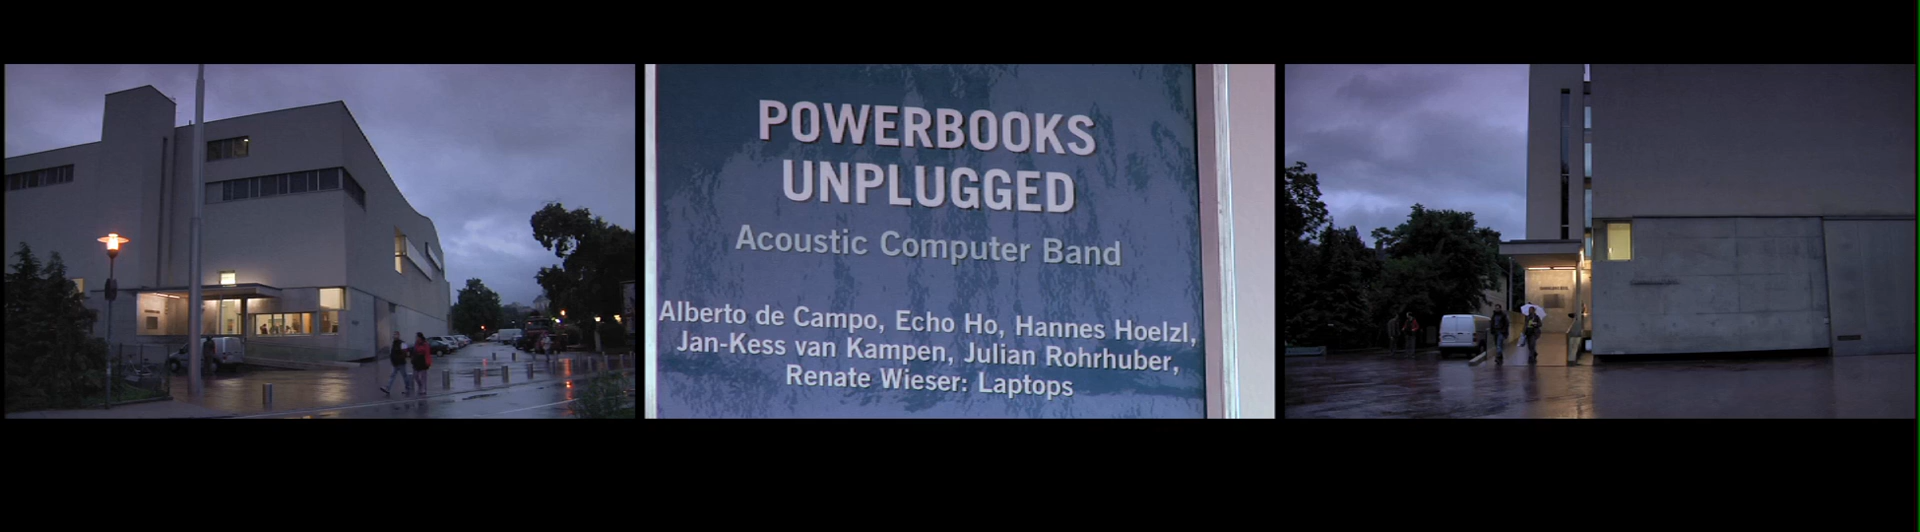 POWERBOOKS
UNPLUGGED
Acoustic Computer Band
Alberto de Campo, Echo Ho, Hannes Hoelzl,
Jan-Kess van Kampen, Julian Rohrhuber,
Renate Wieser: Laptops